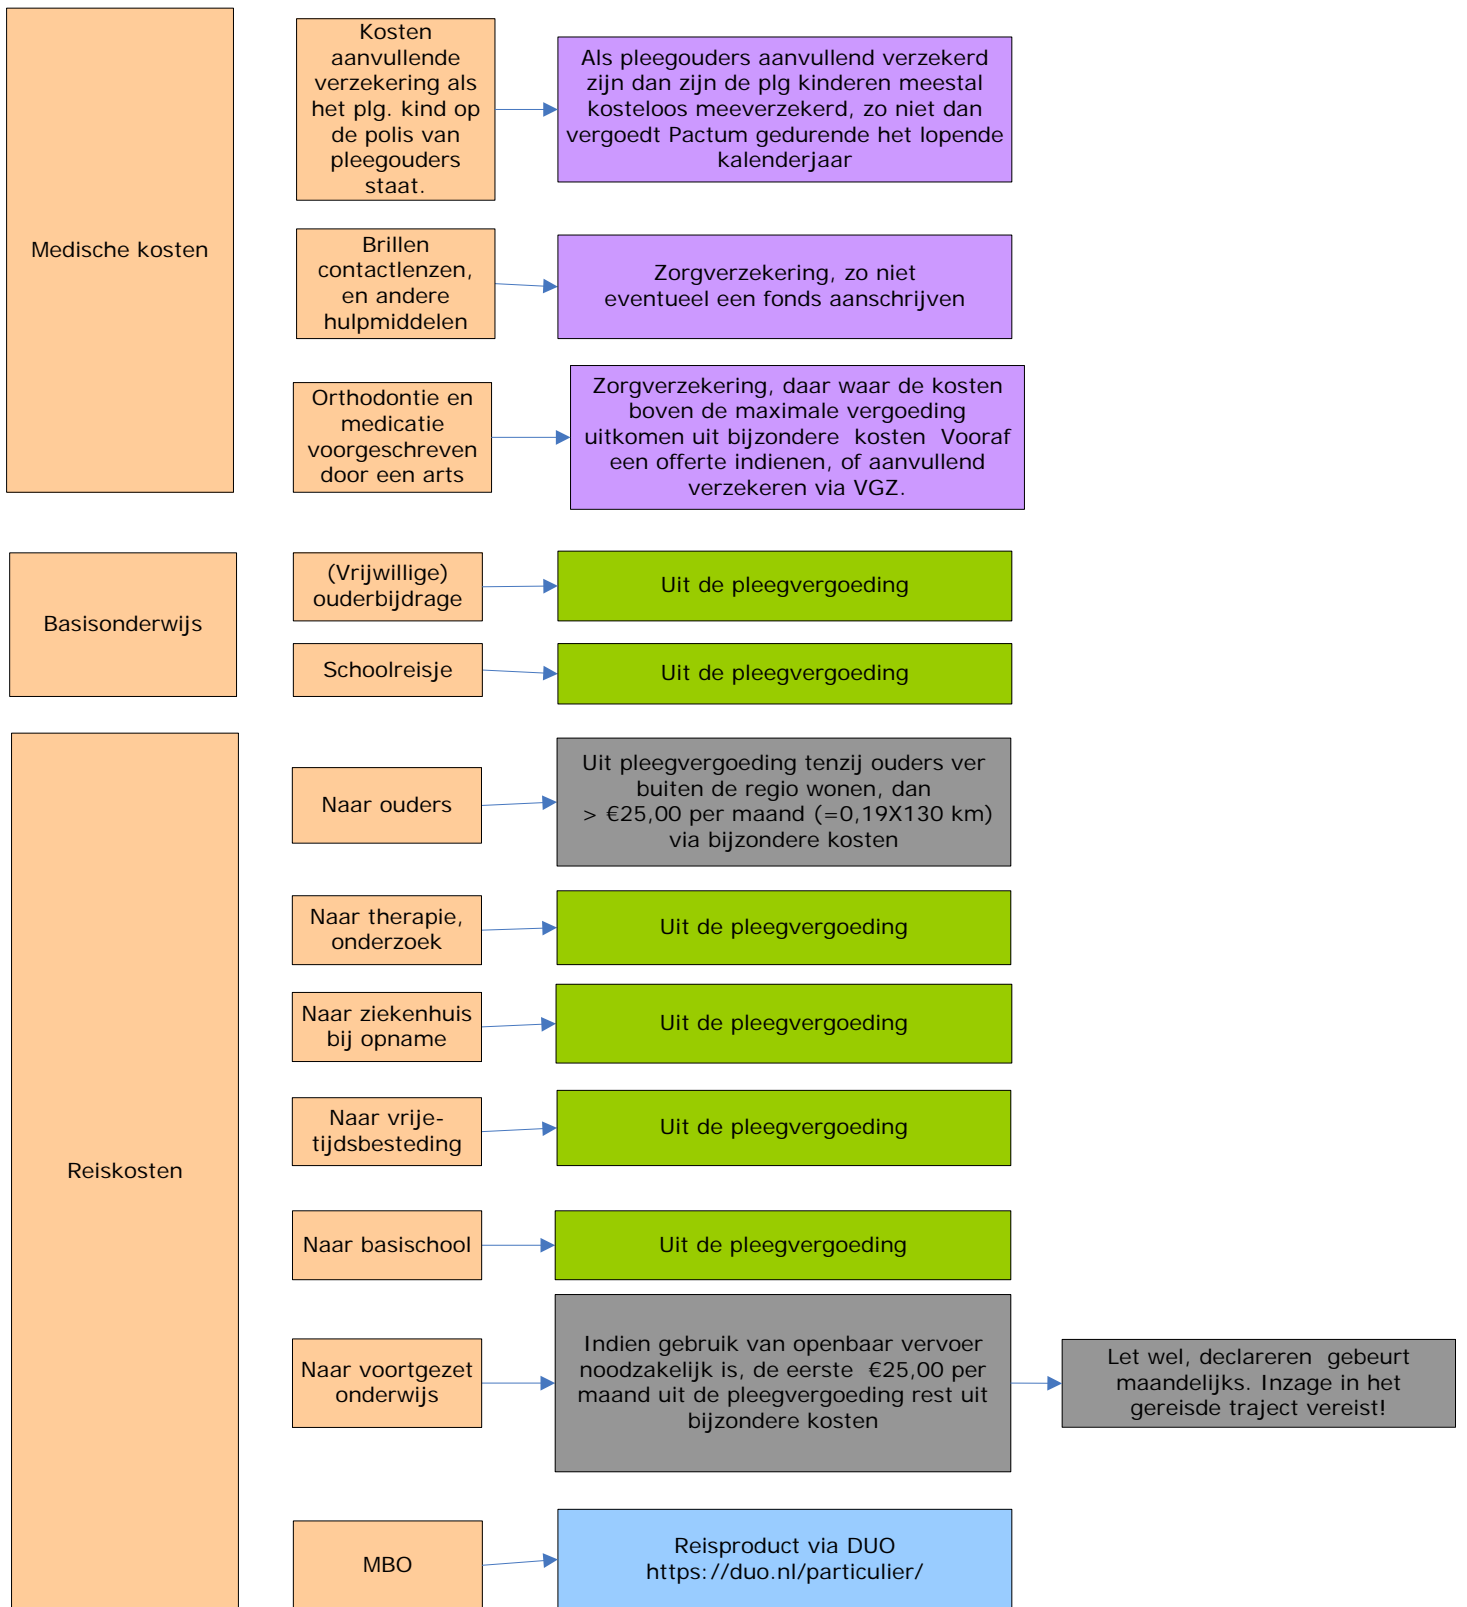 Medische kosten
Kosten
aanvullende
verzekering als
het plg. kind op
de polis van
pleegouders
staat.
Als pleegouders aanvullend verzekerd
zijn dan zijn de plg kinderen meestal
kosteloos meeverzekerd, zo niet dan
vergoedt Pactum gedurende het lopende
kalenderjaar
Brillen
contactlenzen,
en andere
hulpmiddelen
Zorgverzekering, zo niet
eventueel een fonds aanschrijven
Orthodontie en
medicatie
voorgeschreven
door een arts
Zorgverzekering, daar waar de kosten
boven de maximale vergoeding
uitkomen uit bijzondere  kosten  Vooraf
een offerte indienen, of aanvullend
verzekeren via VGZ.
Basisonderwijs
(Vrijwillige)
ouderbijdrage
Uit de pleegvergoeding
Schoolreisje
Uit de pleegvergoeding
Reiskosten
Naar ouders
Uit pleegvergoeding tenzij ouders ver
buiten de regio wonen, dan
> €25,00 per maand (=0,19X130 km)
via bijzondere kosten
Naar therapie,
onderzoek
Uit de pleegvergoeding
Naar ziekenhuis
bij opname
Uit de pleegvergoeding
Naar vrije-
tijdsbesteding
Uit de pleegvergoeding
Naar basischool
Uit de pleegvergoeding
Naar voortgezet
onderwijs
Indien gebruik van openbaar vervoer
noodzakelijk is, de eerste  €25,00 per
maand uit de pleegvergoeding rest uit
bijzondere kosten
Let wel, declareren  gebeurt
maandelijks. Inzage in het
gereisde traject vereist!
MBO
Reisproduct via DUO
https://duo.nl/particulier/